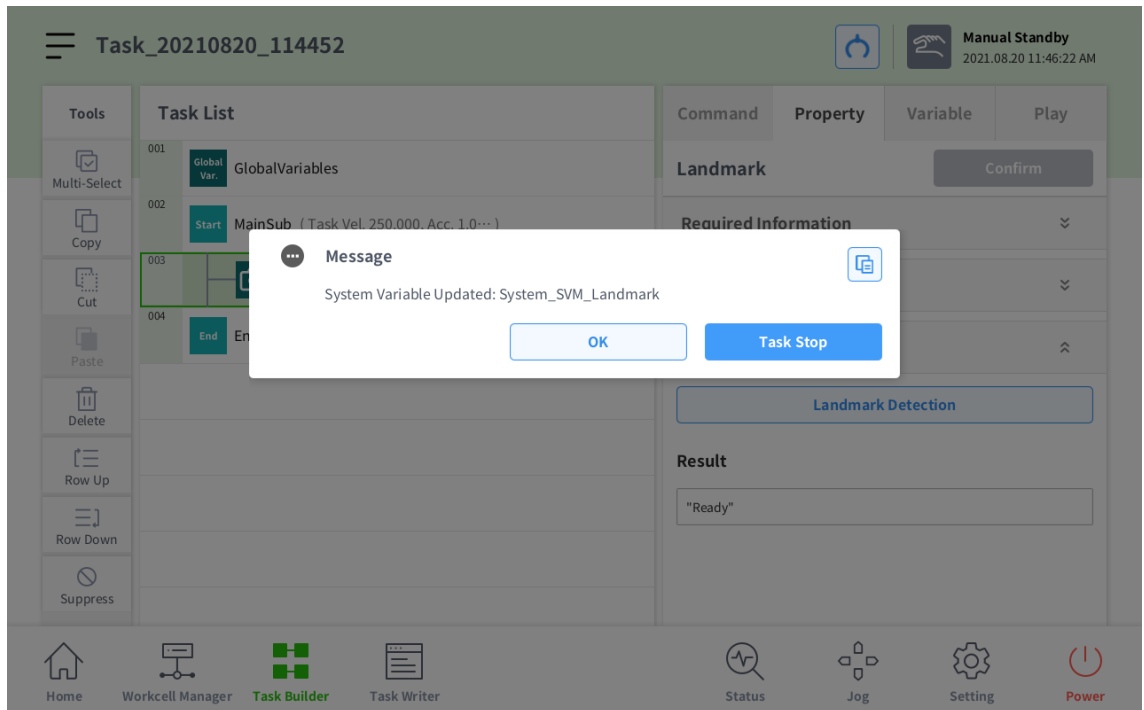 Task_20210820_114452
Manual Standby
2021.08.20 11:46:22 AM
Tools
Multi-Select
Copy
Cut
Paste
Delete
Row Up
Row Down
Suppress
Task List
001
Global Var.
GlobalVariables
002
Start
MainSub ( Task Vel. 250.000, Acc. 1.0⋯ )
003
004
End
En
Command
Property
Variable
Play
Landmark
Confirm
Required Information
Message
System Variable Updated: System_SVM_Landmark
OK
Task Stop
Landmark Detection
Result
"Ready"
Home
Workcell Manager
Task Builder
Task Writer
Status
Jog
Setting
Power